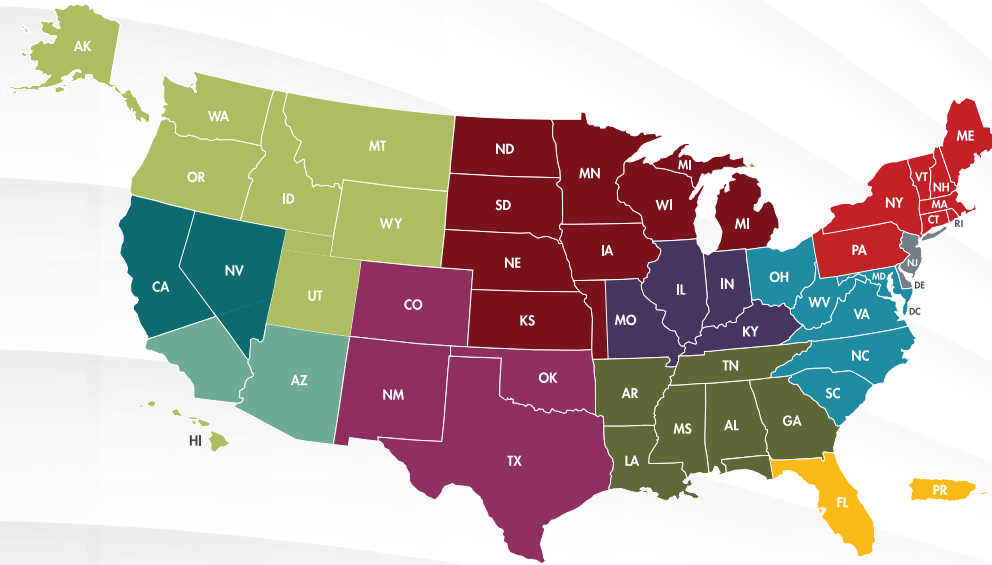 AK
WA
MT
ND
MN
MI
ME
OR
ID
WY
SD
WI
MI
NY
VT
NH
MA
CT
RI
CA
NV
UT
CO
NE
IA
PA
NJ
DE
MD
DC
KS
MO
IL
IN
OH
WV
VA
KY
AZ
NM
OK
AR
TN
NC
SC
HI
TX
LA
MS
AL
GA
FL
PR